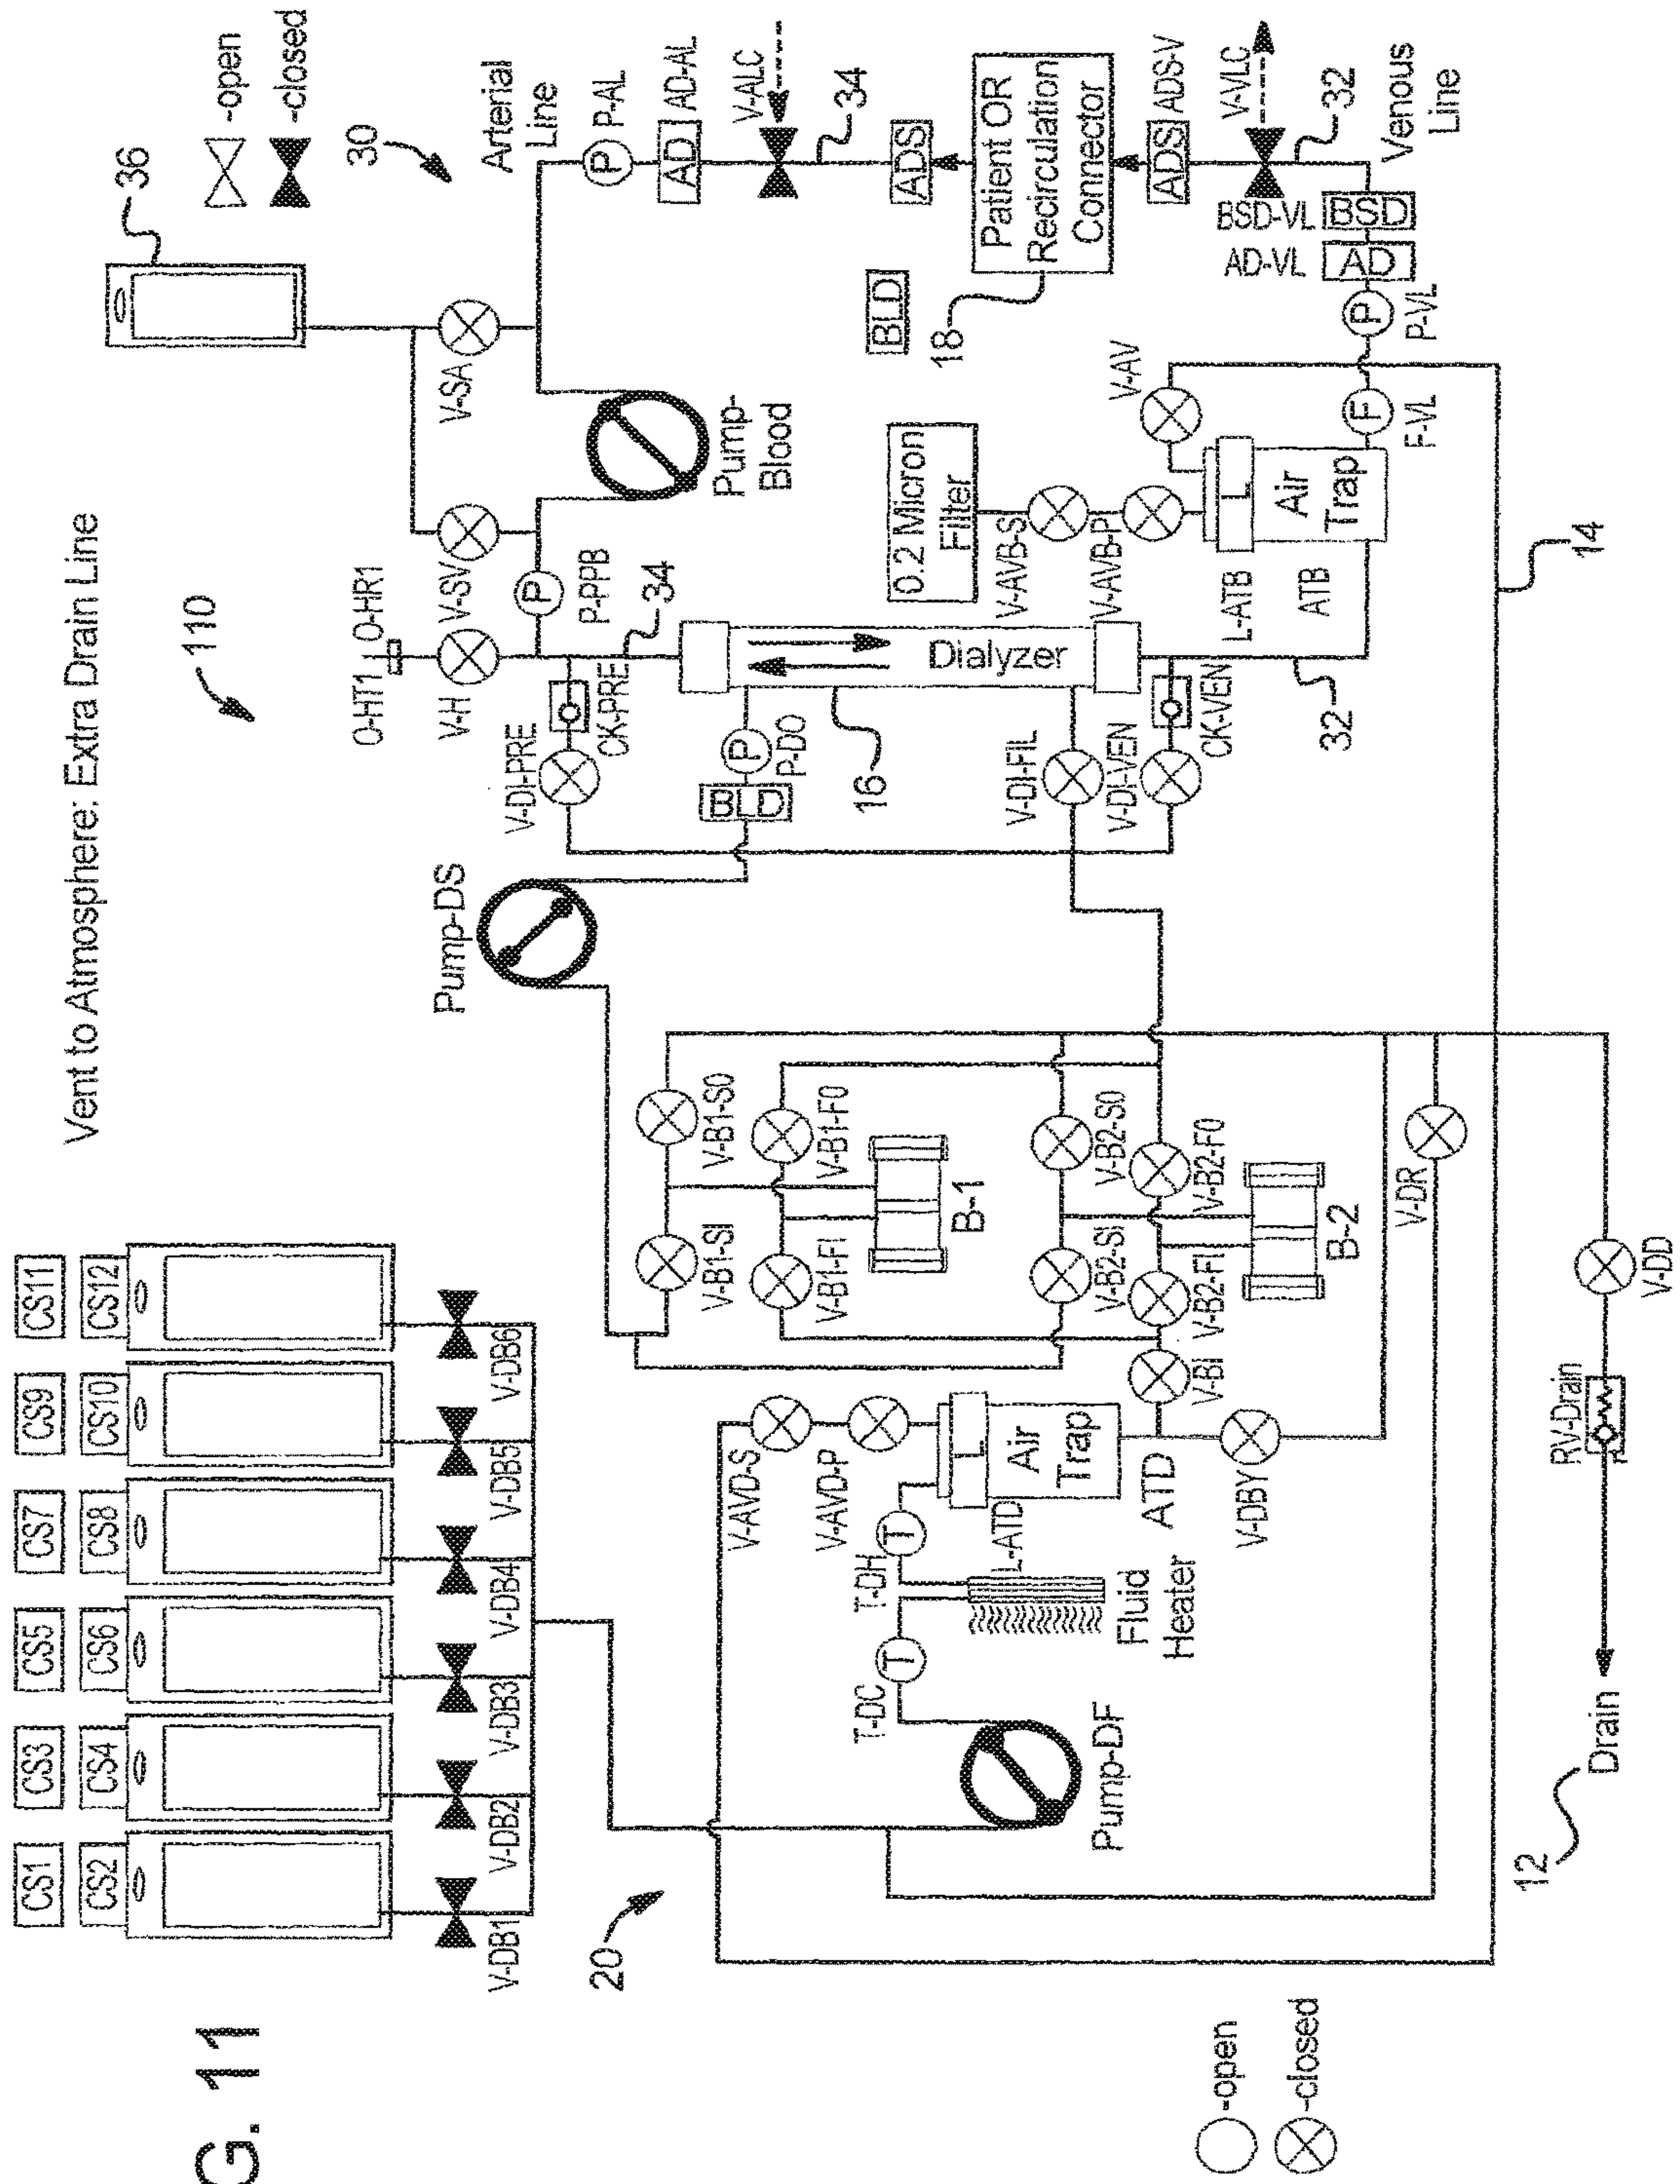 G. 11
Vent to Atmosphere: Extra Drain Line
110
-open
-closed
36
30
CS1
CS2
CS3
CS4
CS5
CS6
CS7
CS8
CS9
CS10
CS11
CS12
V-DB1
V-DB2
V-DB3
V-DB4
V-DB5
V-DB6
20
Pump-DS
O-HT1
O-HR1
V-H
V-SV
V-SA
P
P-PPB
Pump-
Blood
Arterial
Line
P
P-AL
AD
AD-AL
V-ALC
34
ADS
Patient OR
Recirculation
Connector
18
BLD
ADS
ADS-V
V-VLC
32
Venous
Line
BSD-VL
BSD
AD-VL
AD
P
P-VL
F
F-VL
V-AV
0.2 Micron
Filter
V-AVB-S
V-AVB-P
L
Air
Trap
L-ATB
ATB
V-DI-PRE
CK-PRE
34
Dialyzer
P
P-DO
BLD
16
V-DI-FIL
V-DI-VEN
CK-VEN
32
14
V-B1-SI
V-B1-S0
V-B1-FI
V-B1-F0
B-1
V-B2-SI
V-B2-S0
V-B2-FI
V-B2-F0
B-2
V-BI
V-AVD-S
V-AVD-P
L
Air
Trap
L-ATD
ATD
V-DBY
T
T-DH
T
T-DC
Fluid
Heater
Pump-DF
V-DR
V-DD
RV-Drain
Drain
12
-open
-closed